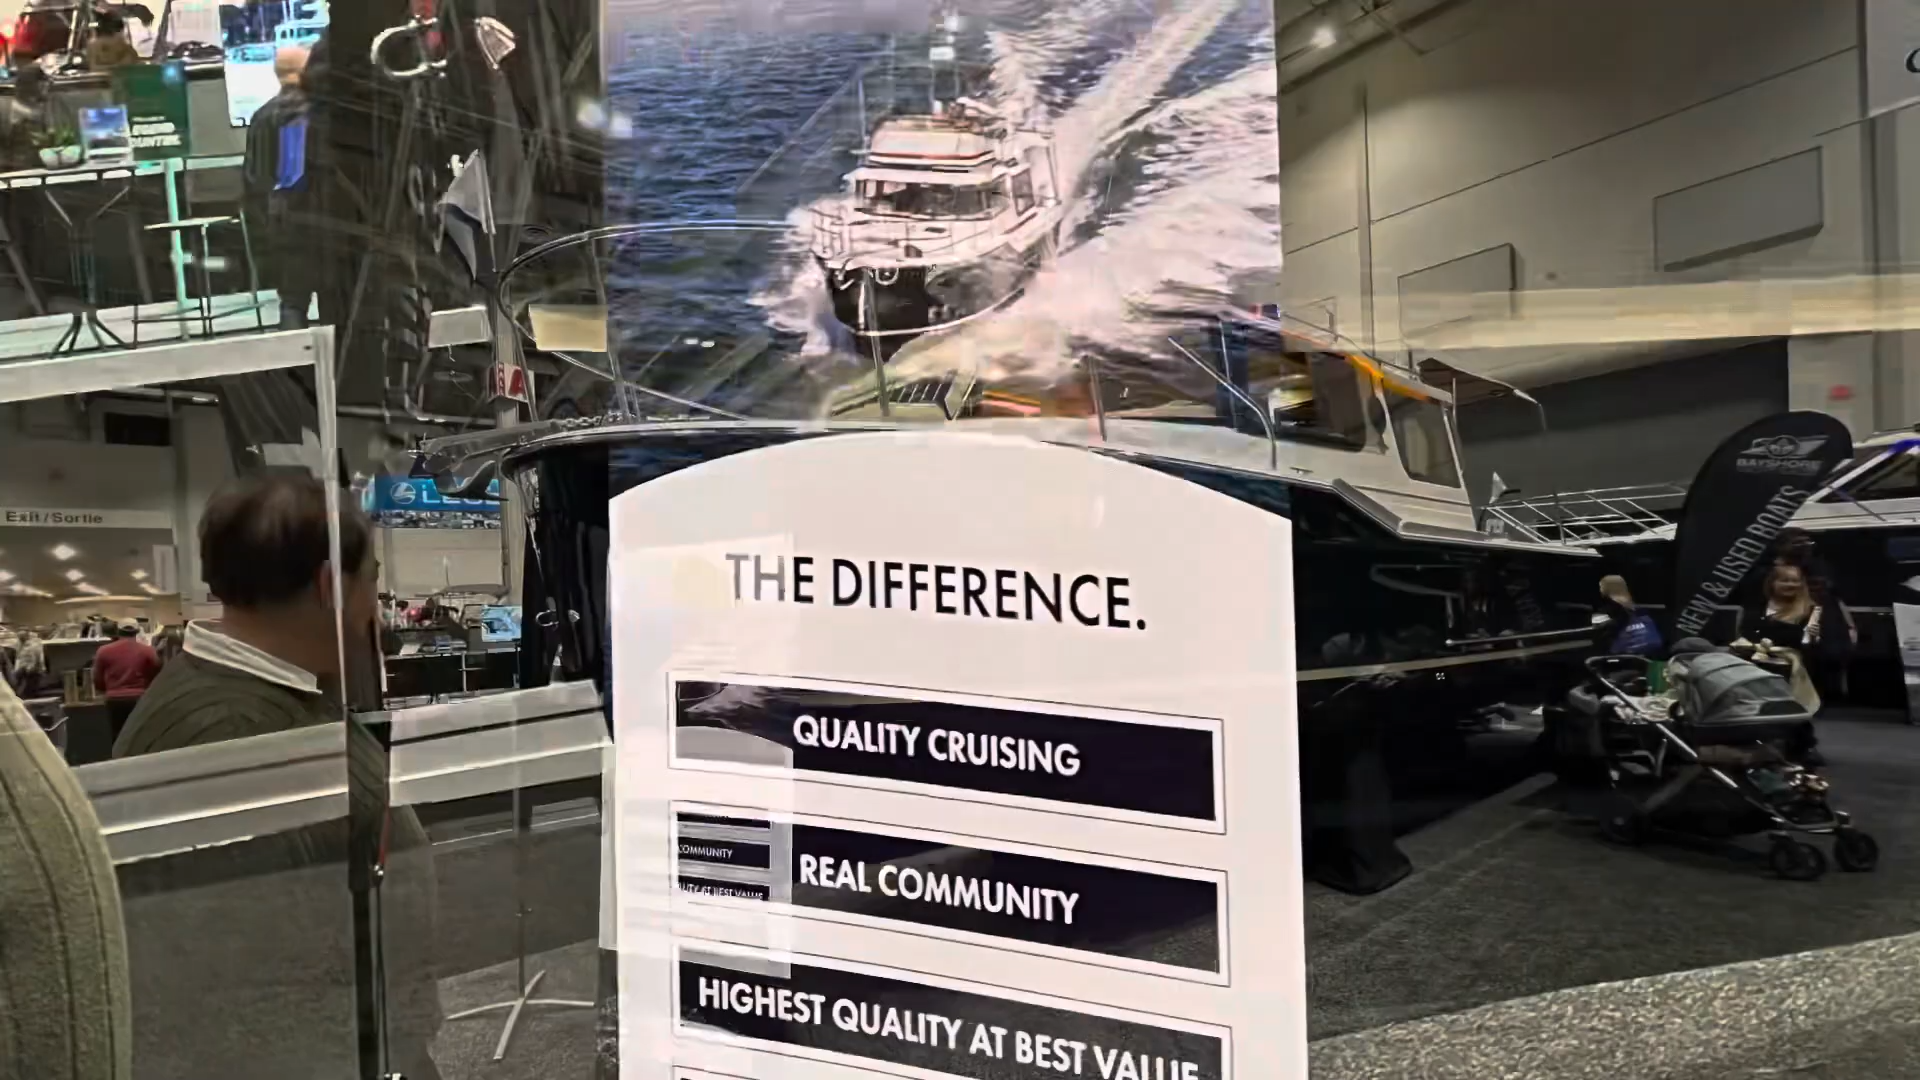 Exit/Sortie
BAYSHORE
NEW & USED BOATS
THE DIFFERENCE.
QUALITY CRUISING
COMMUNITY
REAL COMMUNITY
HIGHEST QUALITY AT BEST VALUE